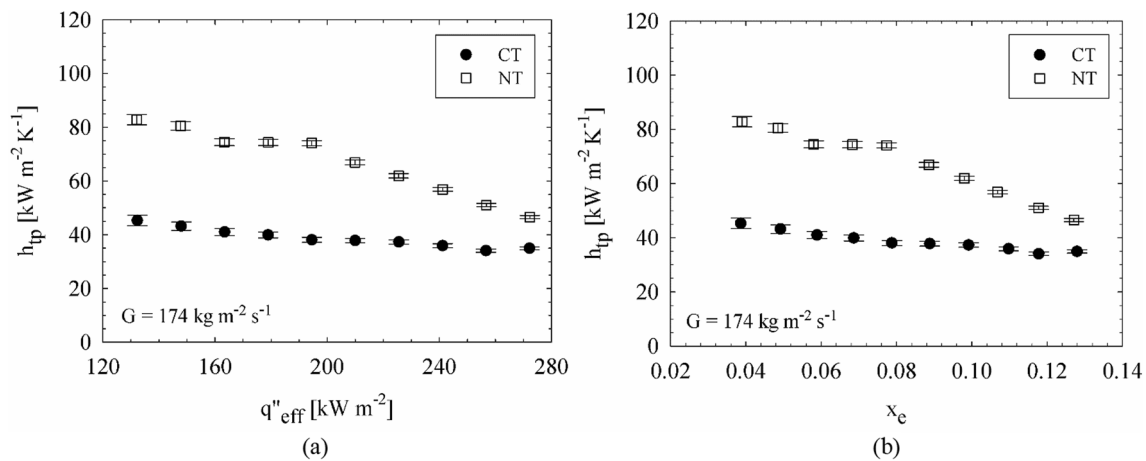 120
100
80
60
40
20
0
h_tp [kW m^-2 K^-1]
CT
NT
G = 174 kg m^-2 s^-1
120 160 200 240 280
q"_eff [kW m^-2]
(a)
120
100
80
60
40
20
0
h_tp [kW m^-2 K^-1]
CT
NT
G = 174 kg m^-2 s^-1
0.02 0.04 0.06 0.08 0.10 0.12 0.14
x_e
(b)